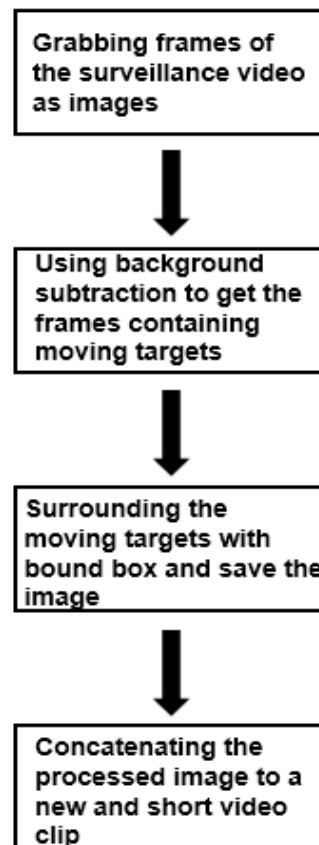 Grabbing frames of
the surveillance video
as images
Using background
subtraction to get the
frames containing
moving targets
Surrounding the
moving targets with
bound box and save the
image
Concatenating the
processed image to a
new and short video
clip